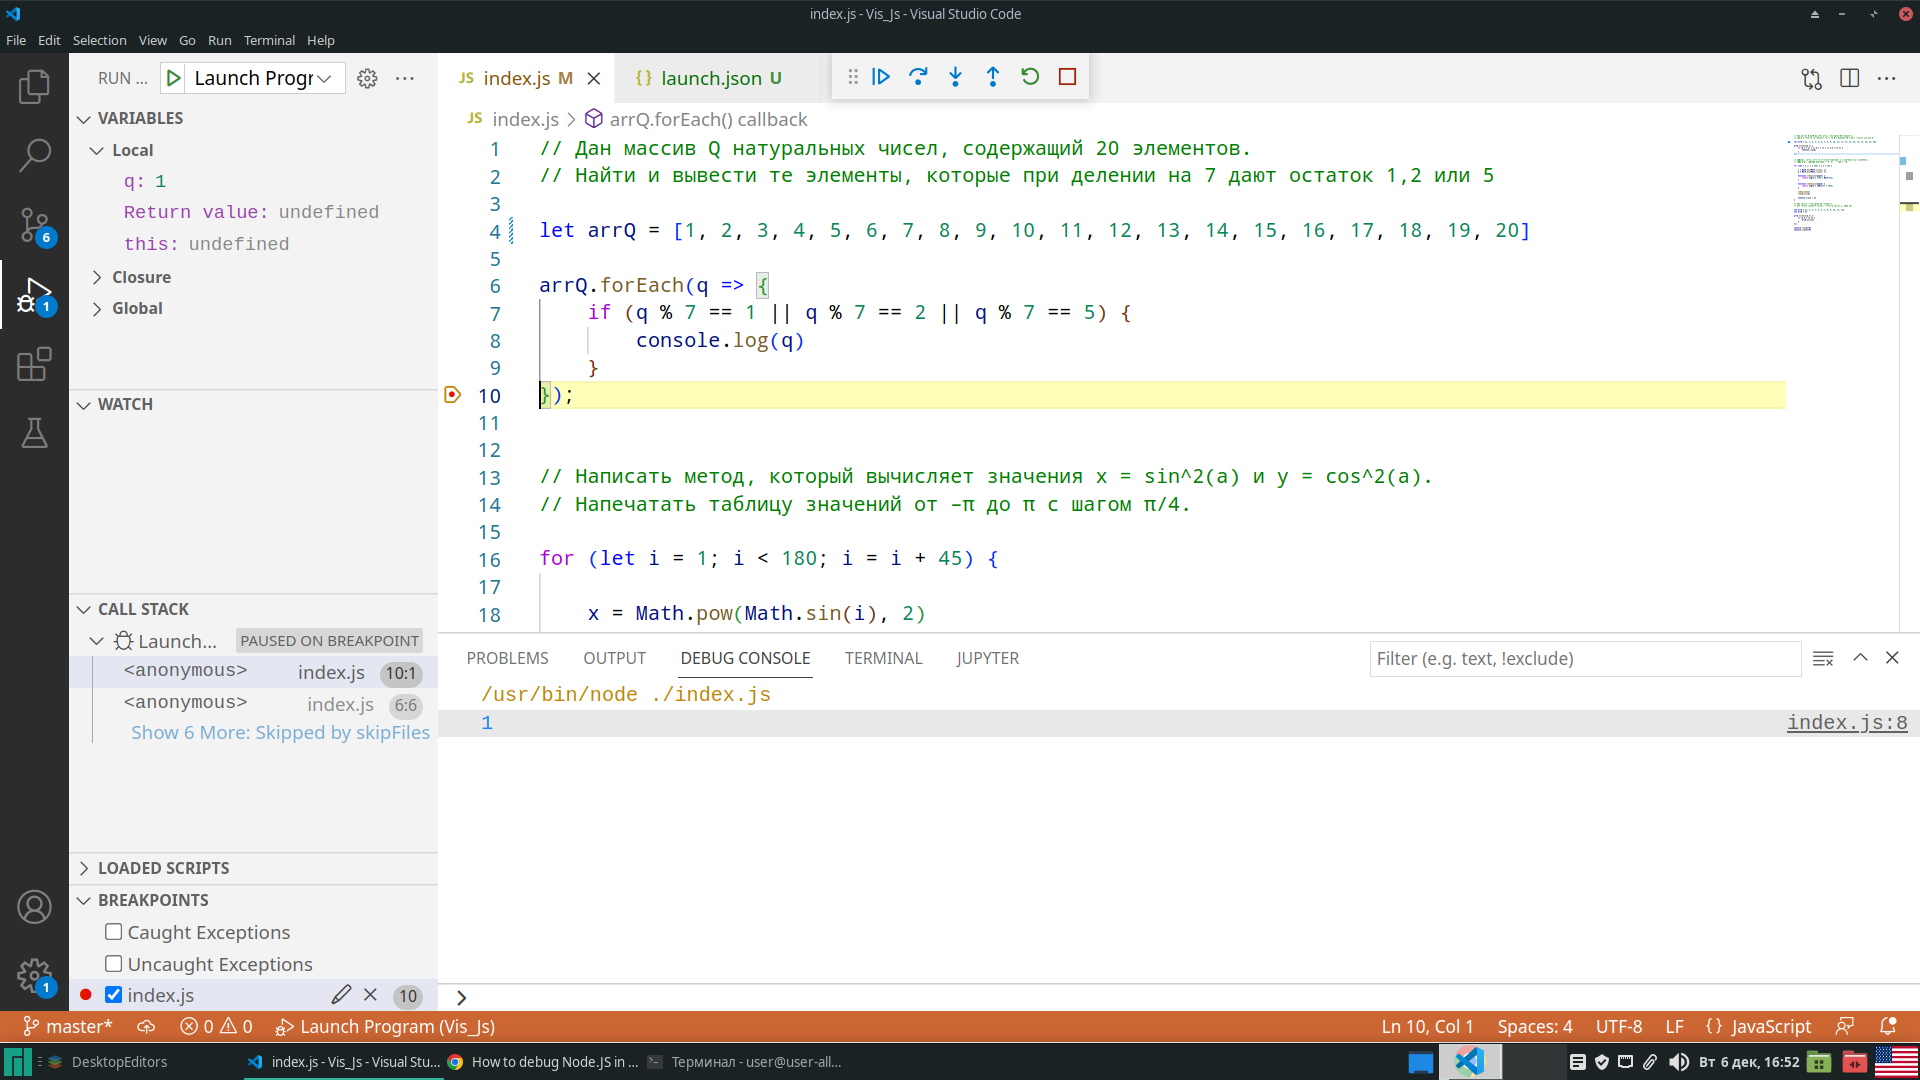 index.js - Vis_Js - Visual Studio Code
File Edit Selection View Go Run Terminal Help
RUN ... Launch Progr
JS index.js M
{} launch.json U
JS index.js > arrQ.forEach() callback
VARIABLES
Local
q: 1
Return value: undefined
this: undefined
Closure
Global
WATCH
CALL STACK
Launch... PAUSED ON BREAKPOINT
<anonymous> index.js 10:1
<anonymous> index.js 6:6
Show 6 More: Skipped by skipFiles
LOADED SCRIPTS
BREAKPOINTS
Caught Exceptions
Uncaught Exceptions
index.js 10
6
1
1
1 // Дан массив Q натуральных чисел, содержащий 20 элементов.
2 // Найти и вывести те элементы, которые при делении на 7 дают остаток 1,2 или 5
3
4 let arrQ = [1, 2, 3, 4, 5, 6, 7, 8, 9, 10, 11, 12, 13, 14, 15, 16, 17, 18, 19, 20]
5
6 arrQ.forEach(q => {
7 if (q % 7 == 1 || q % 7 == 2 || q % 7 == 5) {
8 console.log(q)
9 }
10 });
11
12
13 // Написать метод, который вычисляет значения x = sin^2(a) и y = cos^2(a).
14 // Напечатать таблицу значений от -π до π с шагом π/4.
15
16 for (let i = 1; i < 180; i = i + 45) {
17
18 x = Math.pow(Math.sin(i), 2)
PROBLEMS OUTPUT DEBUG CONSOLE TERMINAL JUPYTER Filter (e.g. text, !exclude)
/usr/bin/node ./index.js
1 index.js:8
>
master* 0 0 Launch Program (Vis_Js) Ln 10, Col 1 Spaces: 4 UTF-8 LF {} JavaScript
DesktopEditors index.js - Vis_Js - Visual Stu... How to debug Node.JS in ... Терминал - user@user-all... Вт 6 дек, 16:52